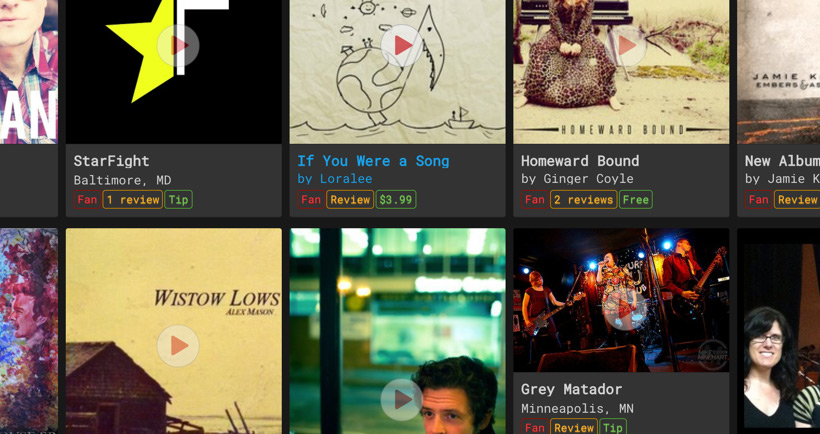 AN
StarFight
Baltimore, MD
Fan 1 review Tip
If You Were a Song
by Loralee
Fan Review $3.99
HOMEWARD BOUND
Homeward Bound
by Ginger Coyle
Fan 2 reviews Free
JAMIE K
EMBERS & AS
New Album
by Jamie K
Fan Review
WISTOW LOWS
ALEX MASON
Grey Matador
Minneapolis, MN
Fan Review Tip